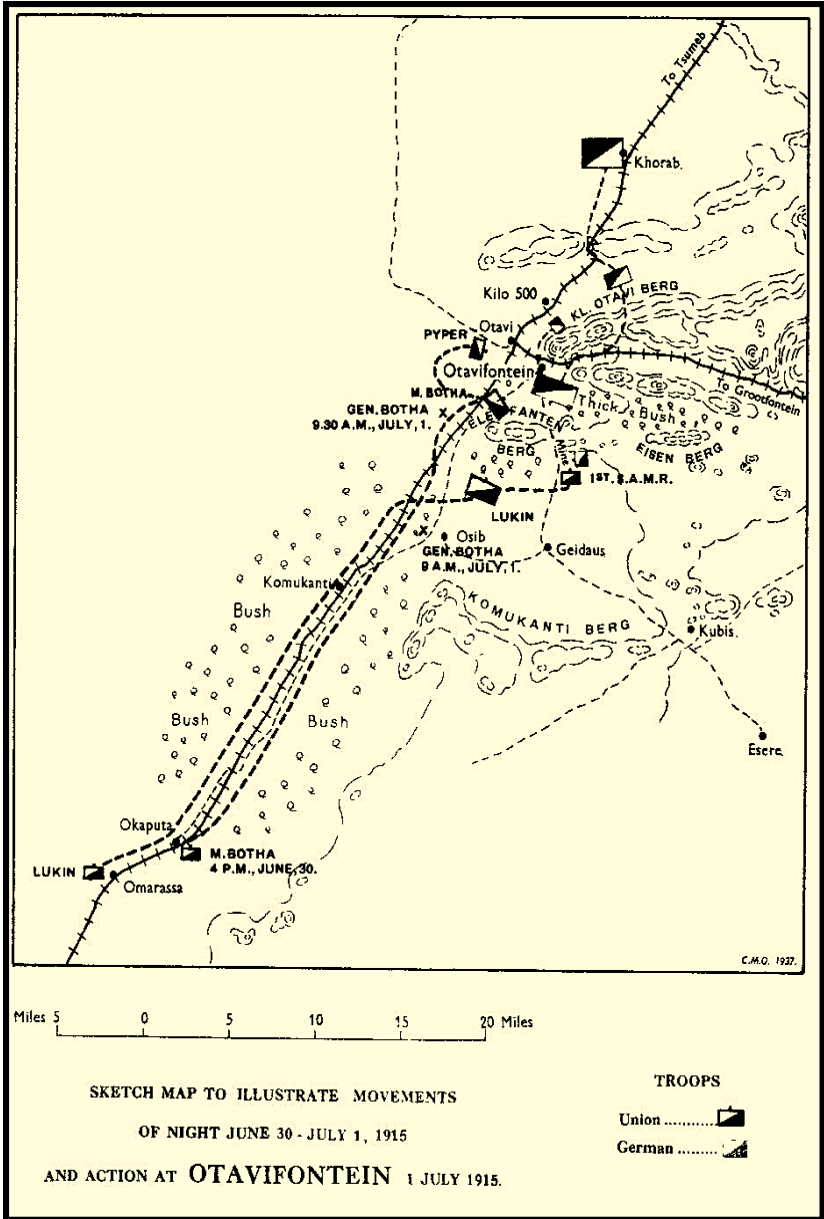 To Tsumeb
Khorab.
Kilo 500
KL. OTAVI BERG
PYPER
Otavi
Otavifontein
To Grootfontein
M. BOTHA
GEN. BOTHA
9.30 A.M., JULY, 1.
Thick Bush
ELEFANTEN
BERG
Mine
EISEN BERG
1ST. S.A.M.R.
LUKIN
Osib
GEN. BOTHA
9 A.M., JULY, 1.
Geidaus
Komukanti
Bush
KOMUKANTI BERG
Kubis.
Bush
Bush
Esere.
Okaputa
M. BOTHA
4 P.M., JUNE, 30.
LUKIN
Omarassa
C.M.O. 1937.
Miles 5 0 5 10 15 20 Miles
SKETCH MAP TO ILLUSTRATE MOVEMENTS
OF NIGHT JUNE 30 - JULY 1, 1915
AND ACTION AT OTAVIFONTEIN 1 JULY 1915.
TROOPS
Union ............
German .........